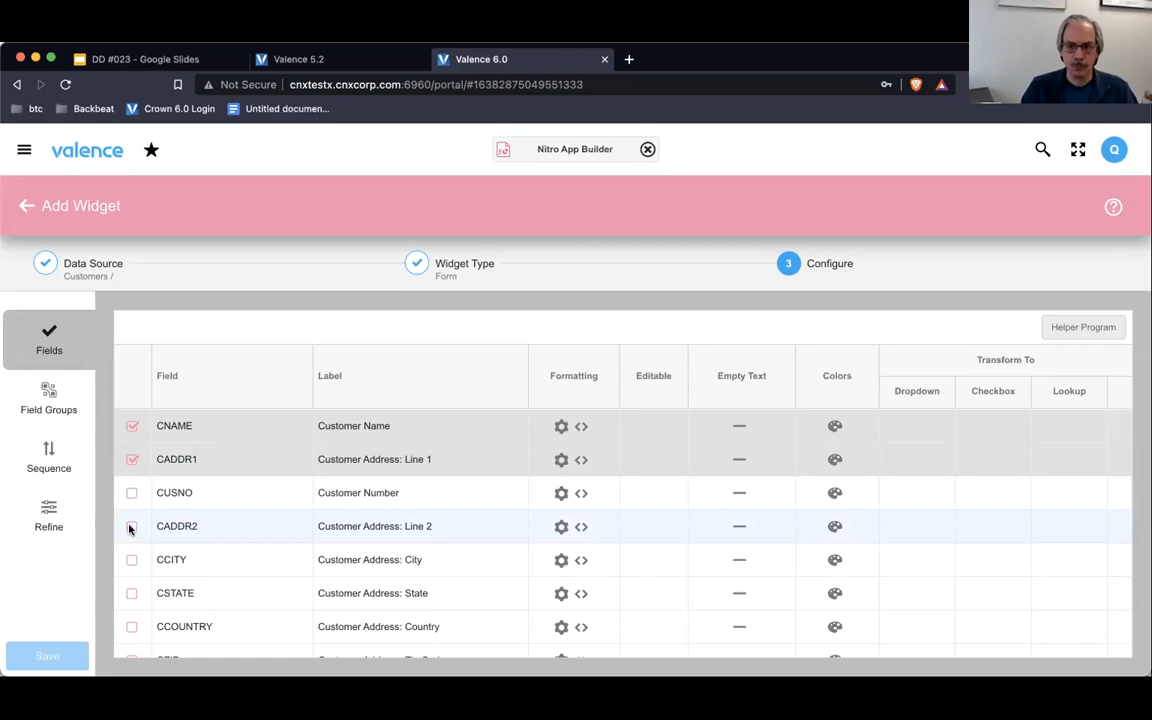 DD #023 - Google Slides
Valence 5.2
Valence 6.0
Not Secure
cnxtestx.cnxcorp.com:6960/portal/#16382875049551333
btc
Backbeat
Crown 6.0 Login
Untitled documen...
valence
Nitro App Builder
Q
Add Widget
Data Source
Customers /
Widget Type
Form
3
Configure
Fields
Field Groups
Sequence
Refine
Save
Helper Program
Field
Label
Formatting
Editable
Empty Text
Colors
Transform To
Dropdown
Checkbox
Lookup
CNAME
Customer Name
CADDR1
Customer Address: Line 1
CUSNO
Customer Number
CADDR2
Customer Address: Line 2
CCITY
Customer Address: City
CSTATE
Customer Address: State
CCOUNTRY
Customer Address: Country